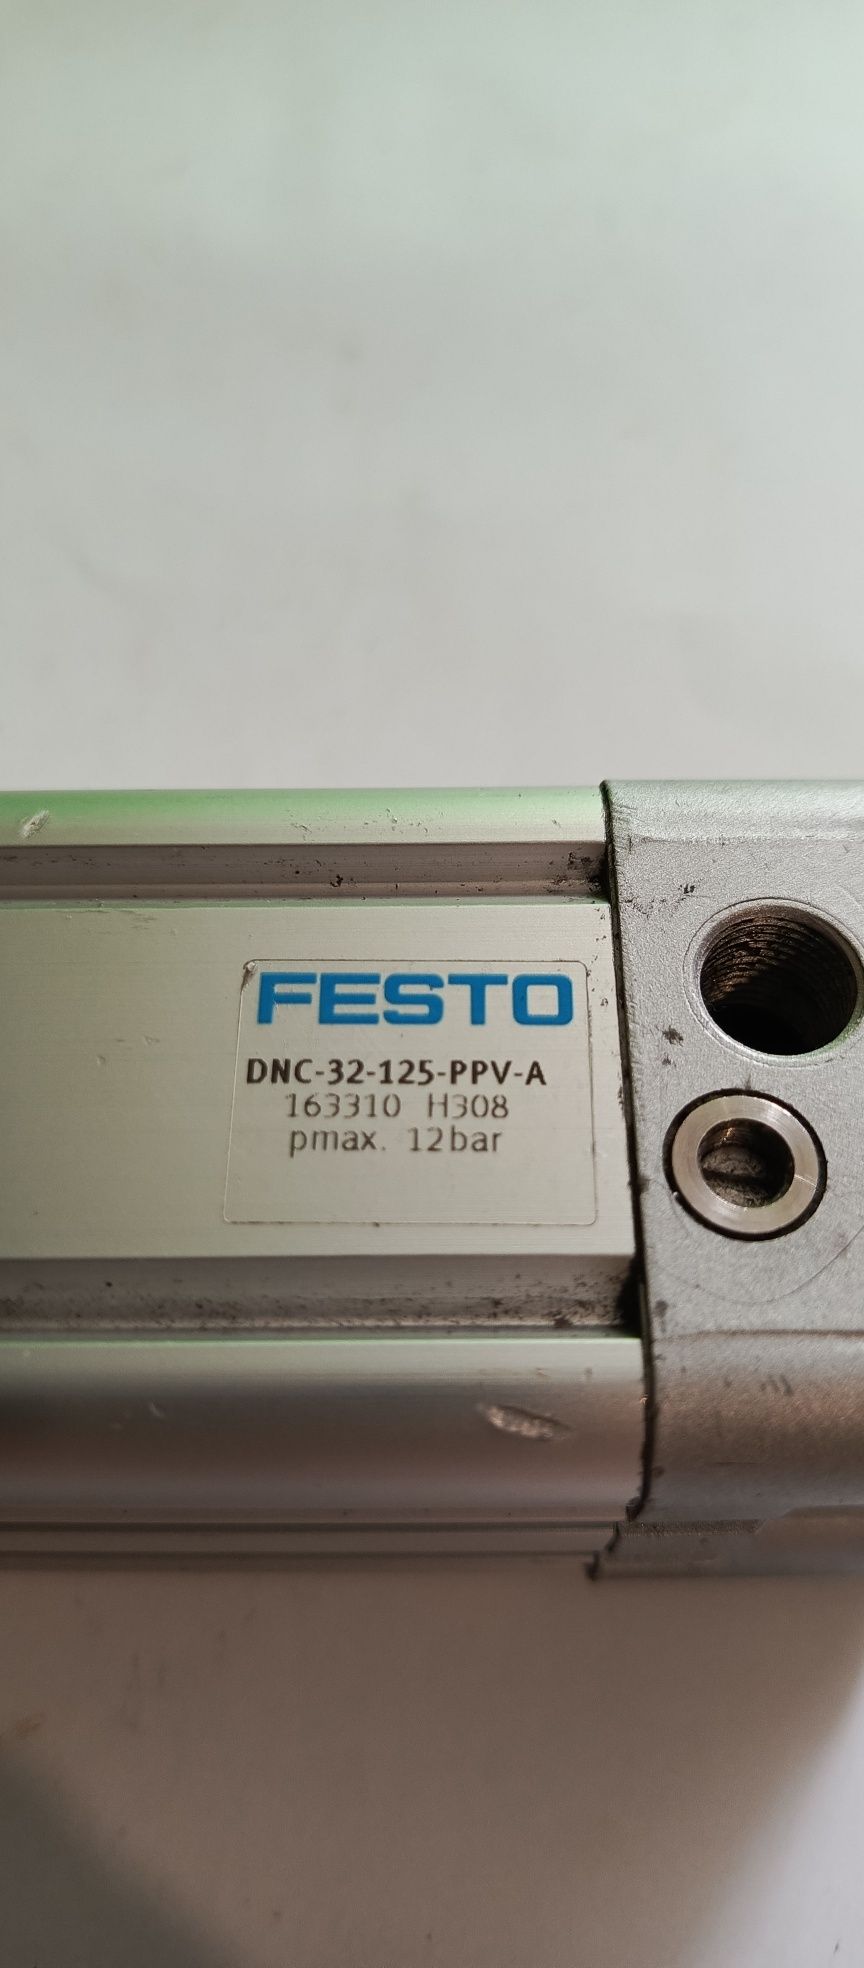 FESTO
DNC-32-125-PPV-A
163310 H308
pmax. 12bar